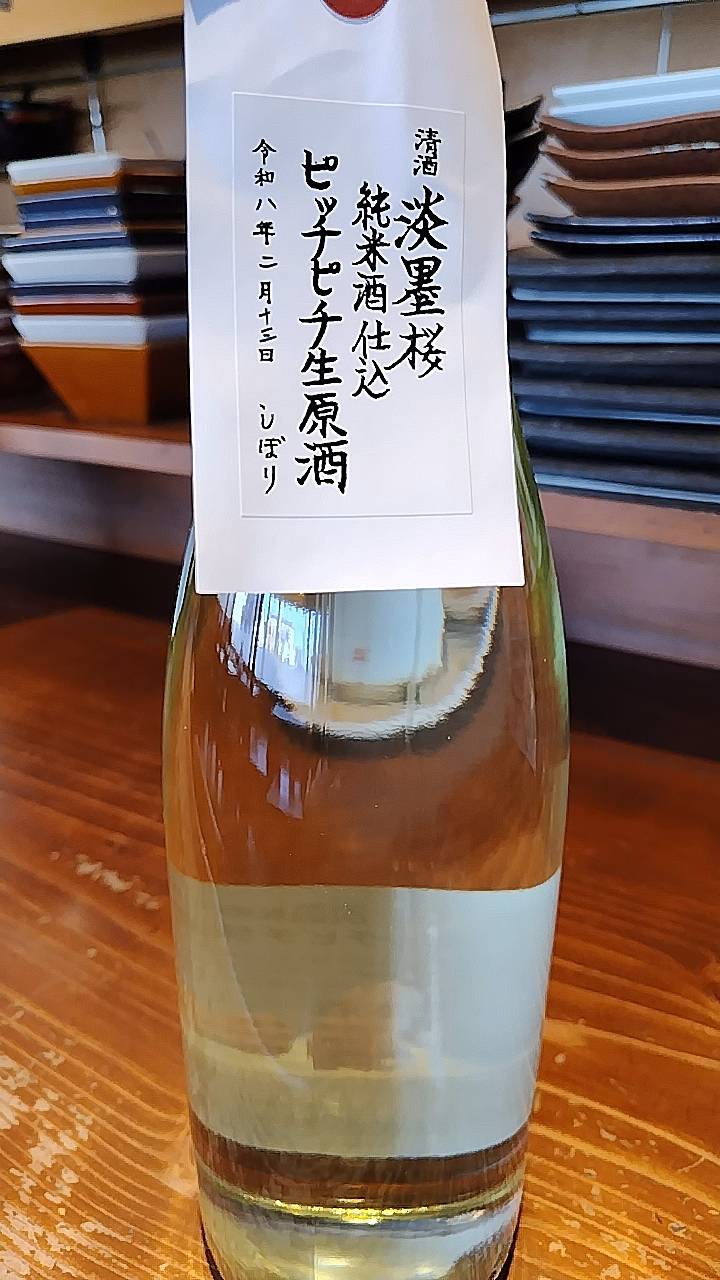 清酒
淡墨桜
純米酒仕込
ピッチピチ生原酒
令和八年二月十三日 しぼり